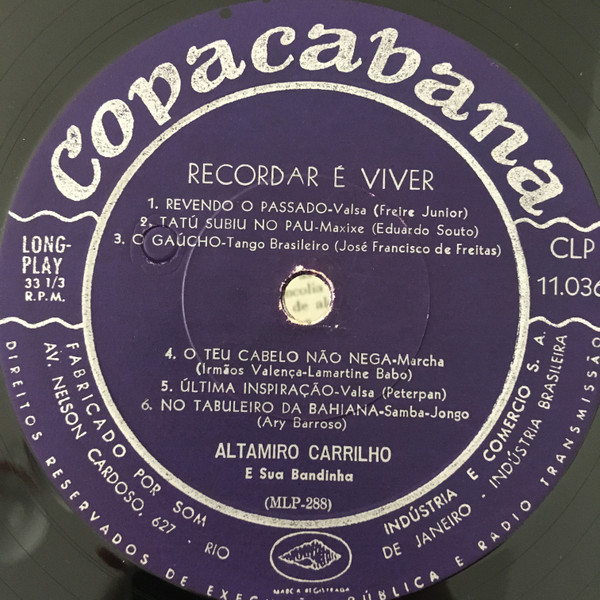 Copacabana
RECORDAR É VIVER
1. REVENDO O PASSADO-Valsa (Freire Junior)
2. TATÚ SUBIU NO PAU-Maxixe (Eduardo Souto)
3. O GAÚCHO-Tango Brasileiro (José Francisco de Freitas)
LONG-
PLAY
33 1/3
R.P.M.
CLP
11.036
4. O TEU CABELO NÃO NEGA-Marcha
(Irmãos Valença-Lamartine Babo)
5. ÚLTIMA INSPIRAÇÃO-Valsa (Peterpan)
6. NO TABULEIRO DA BAHIANA-Samba-Jongo
(Ary Barroso)
ALTAMIRO CARRILHO
E Sua Bandinha
(MLP-288)
FABRICADO POR SOM INDÚSTRIA E COMERCIO S. A.
AV. NELSON CARDOSO, 627 - RIO DE JANEIRO - INDÚSTRIA BRASILEIRA
DIREITOS RESERVADOS DE PÚBLICA E RADIO TRANSMISSÃO
MARCA REGISTRADA